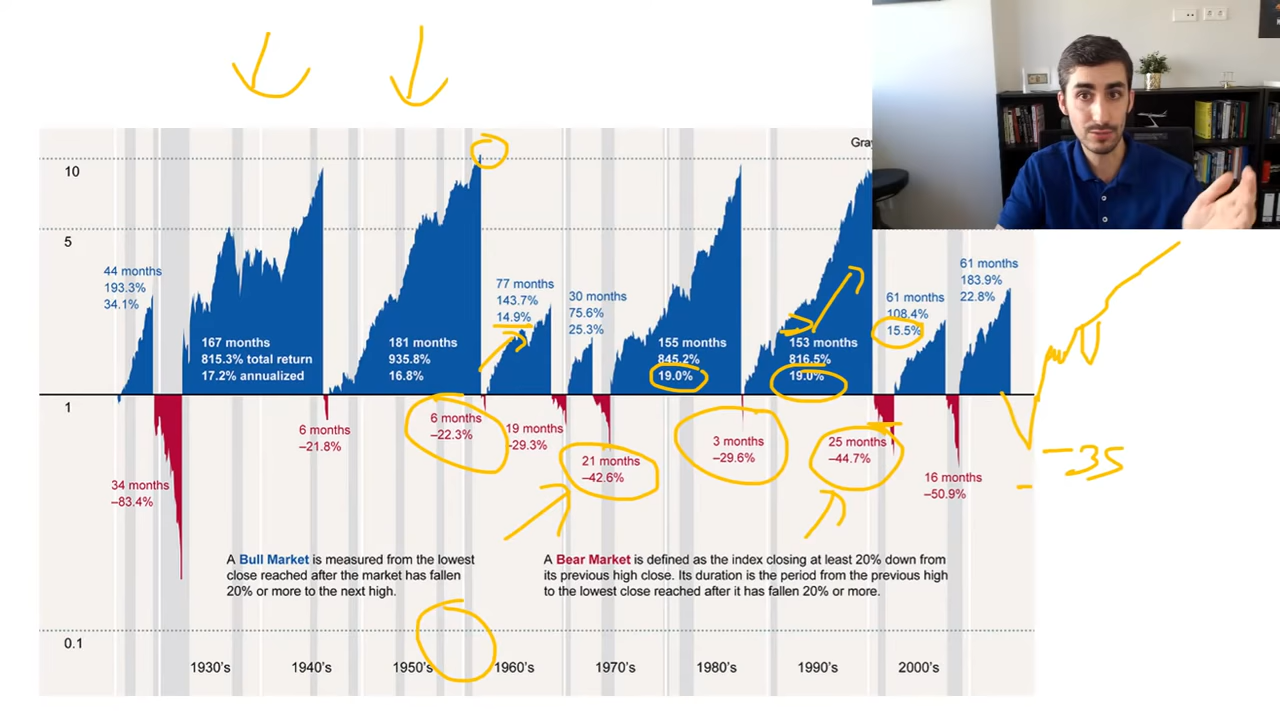 Gray
10
5
1
0.1
44 months
193.3%
34.1%
167 months
815.3% total return
17.2% annualized
181 months
935.8%
16.8%
77 months
143.7%
14.9%
30 months
75.6%
25.3%
155 months
845.2%
19.0%
153 months
816.5%
19.0%
61 months
108.4%
15.5%
61 months
183.9%
22.8%
34 months
–83.4%
6 months
–21.8%
6 months
–22.3%
19 months
–29.3%
21 months
–42.6%
3 months
–29.6%
25 months
–44.7%
16 months
–50.9%
-35
A Bull Market is measured from the lowest
close reached after the market has fallen
20% or more to the next high.
A Bear Market is defined as the index closing at least 20% down from
its previous high close. Its duration is the period from the previous high
to the lowest close reached after it has fallen 20% or more.
1930's 1940's 1950's 1960's 1970's 1980's 1990's 2000's